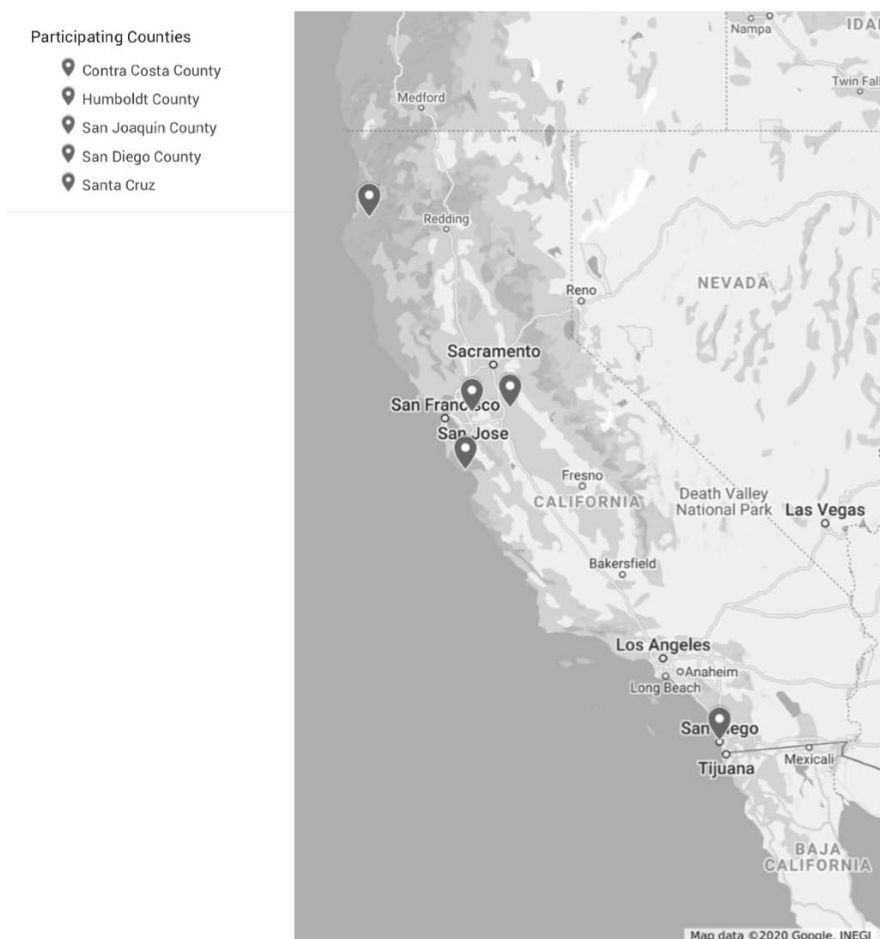 Participating Counties
Contra Costa County
Humboldt County
San Joaquin County
San Diego County
Santa Cruz
Nampa
Medford
Twin Fall
Redding
NEVADA
Reno
Sacramento
San Francisco
San Jose
Fresno
CALIFORNIA
Death Valley
National Park
Las Vegas
Bakersfield
Los Angeles
Anaheim
Long Beach
San Diego
Tijuana
Mexicali
BAJA
CALIFORNIA
Map data ©2020 Google, INEGI